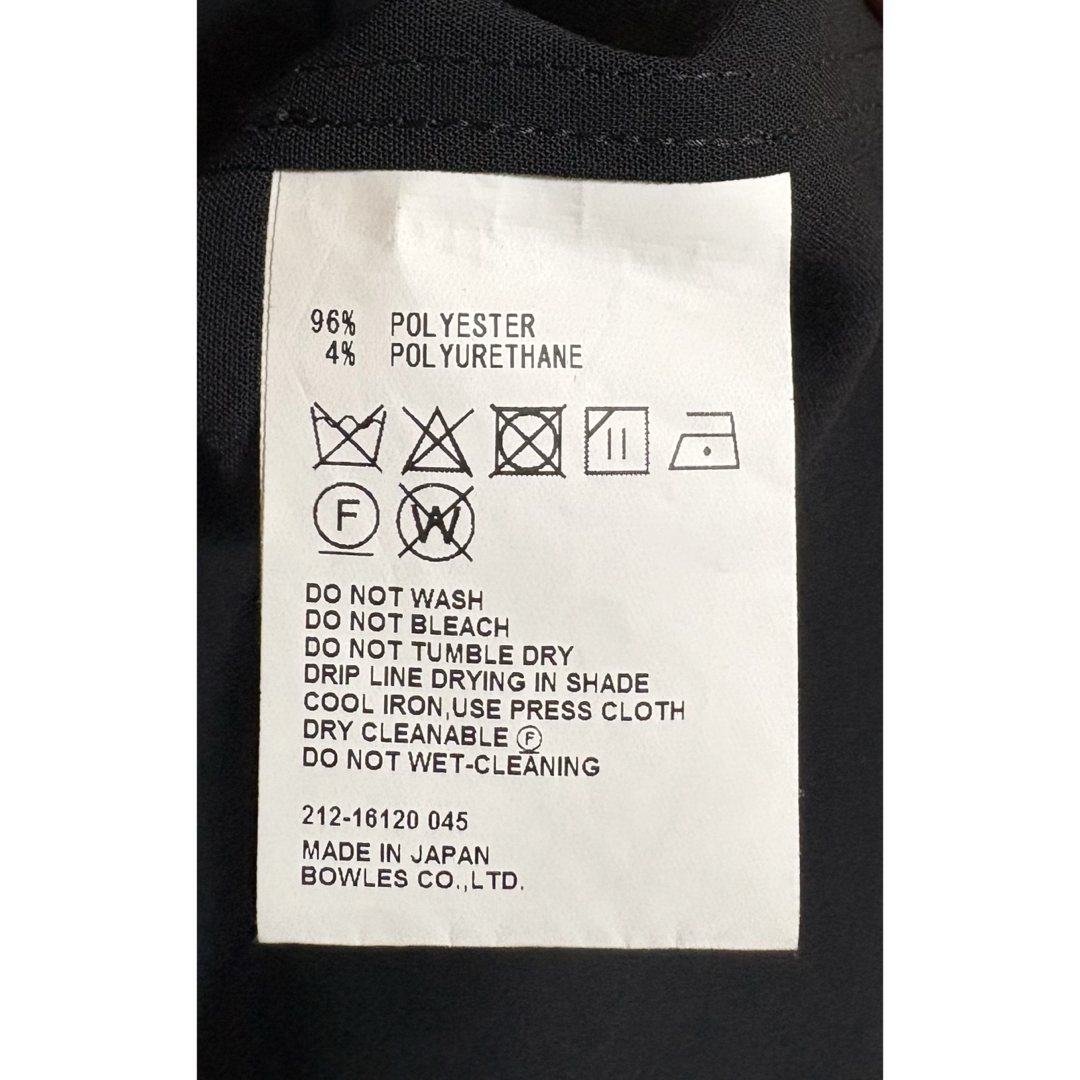 96% POLYESTER
4% POLYURETHANE
F W
DO NOT WASH
DO NOT BLEACH
DO NOT TUMBLE DRY
DRIP LINE DRYING IN SHADE
COOL IRON,USE PRESS CLOTH
DRY CLEANABLE Ⓕ
DO NOT WET-CLEANING
212-16120 045
MADE IN JAPAN
BOWLES CO.,LTD.